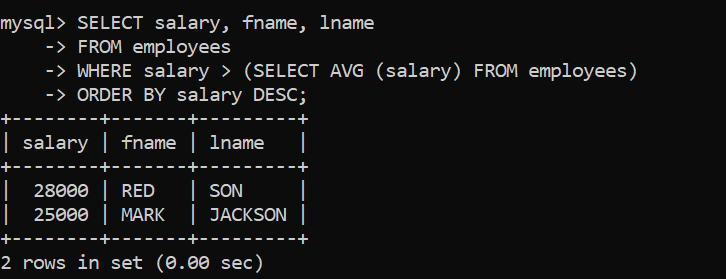 mysql> SELECT salary, fname, lname
    -> FROM employees
    -> WHERE salary > (SELECT AVG (salary) FROM employees)
    -> ORDER BY salary DESC;
+--------+-------+---------+
| salary | fname | lname   |
+--------+-------+---------+
|  28000 | RED   | SON     |
|  25000 | MARK  | JACKSON |
+--------+-------+---------+
2 rows in set (0.00 sec)